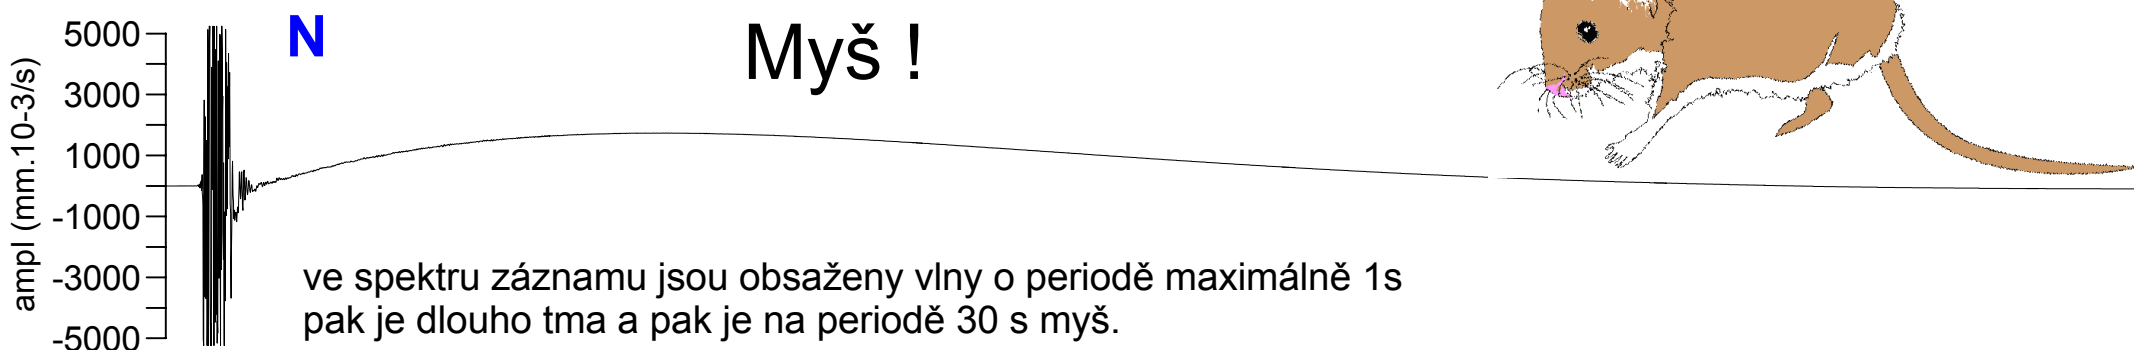 N
Myš !
ampl (mm.10-3/s)
5000
3000
1000
-1000
-3000
-5000
ve spektru záznamu jsou obsaženy vlny o periodě maximálně 1s
pak je dlouho tma a pak je na periodě 30 s myš.